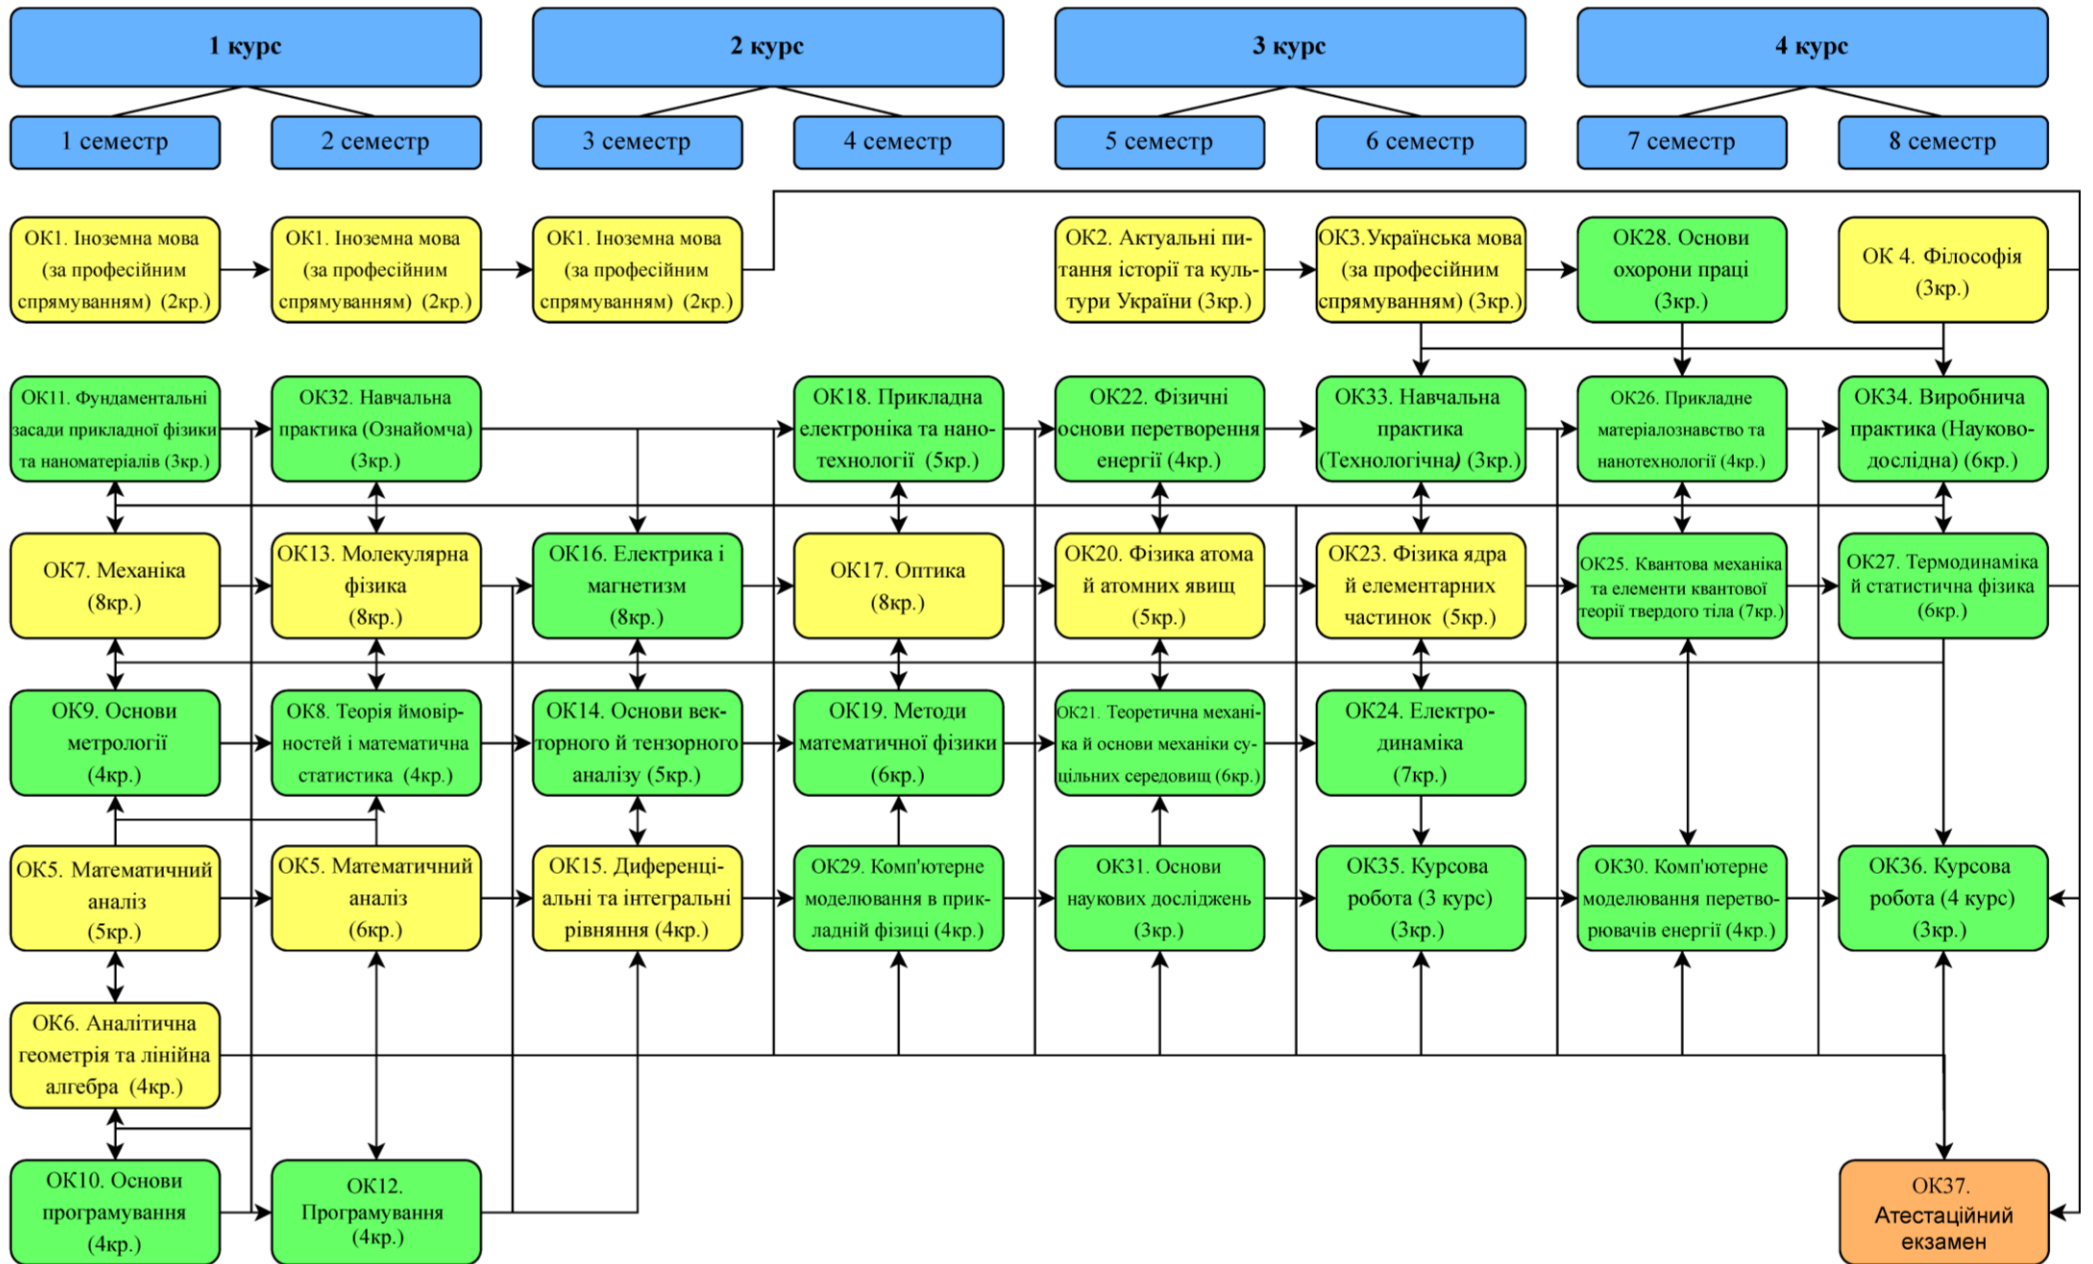 1 курс
2 курс
3 курс
4 курс
1 семестр
2 семестр
3 семестр
4 семестр
5 семестр
6 семестр
7 семестр
8 семестр
ОК1. Іноземна мова
(за професійним
спрямуванням) (2кр.)
ОК1. Іноземна мова
(за професійним
спрямуванням) (2кр.)
ОК1. Іноземна мова
(за професійним
спрямуванням) (2кр.)
ОК2. Актуальні пи-
тання історії та куль-
тури України (3кр.)
ОК3.Українська мова
(за професійним
спрямуванням) (3кр.)
ОК28. Основи
охорони праці
(3кр.)
ОК 4. Філософія
(3кр.)
ОК11. Фундаментальні
засади прикладної фізики
та наноматеріалів (3кр.)
ОК32. Навчальна
практика (Ознайомча)
(3кр.)
ОК18. Прикладна
електроніка та нано-
технології (5кр.)
ОК22. Фізичні
основи перетворення
енергії (4кр.)
ОК33. Навчальна
практика
(Технологічна) (3кр.)
ОК26. Прикладне
матеріалознавство та
нанотехнології (4кр.)
ОК34. Виробнича
практика (Науково-
дослідна) (6кр.)
ОК7. Механіка
(8кр.)
ОК13. Молекулярна
фізика
(8кр.)
ОК16. Електрика і
магнетизм
(8кр.)
ОК17. Оптика
(8кр.)
ОК20. Фізика атома
й атомних явищ
(5кр.)
ОК23. Фізика ядра
й елементарних
частинок (5кр.)
ОК25. Квантова механіка
та елементи квантової
теорії твердого тіла (7кр.)
ОК27. Термодинаміка
й статистична фізика
(6кр.)
ОК9. Основи
метрології
(4кр.)
ОК8. Теорія ймовір-
ностей і математична
статистика (4кр.)
ОК14. Основи век-
торного й тензорного
аналізу (5кр.)
ОК19. Методи
математичної фізики
(6кр.)
ОК21. Теоретична механі-
ка й основи механіки су-
цільних середовищ (6кр.)
ОК24. Електро-
динаміка
(7кр.)
ОК5. Математичний
аналіз
(5кр.)
ОК5. Математичний
аналіз
(6кр.)
ОК15. Диференці-
альні та інтегральні
рівняння (4кр.)
ОК29. Комп'ютерне
моделювання в прик-
ладній фізиці (4кр.)
ОК31. Основи
наукових досліджень
(3кр.)
ОК35. Курсова
робота (3 курс)
(3кр.)
ОК30. Комп'ютерне
моделювання перетво-
рювачів енергії (4кр.)
ОК36. Курсова
робота (4 курс)
(3кр.)
ОК6. Аналітична
геометрія та лінійна
алгебра (4кр.)
ОК10. Основи
програмування
(4кр.)
ОК12.
Програмування
(4кр.)
ОК37.
Атестаційний
екзамен